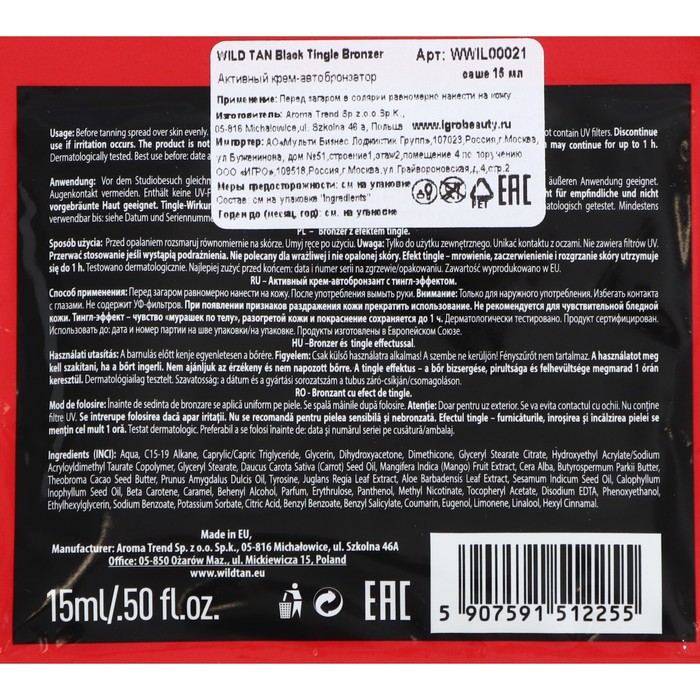 WILD TAN Black Tingle Bronzer Арт: WWIL00021
Активный крем-автобронзатор саше 15 мл
Применение: Перед загаром в солярии равномерно нанести на кожу
Изготовитель: Aroma Trend Sp z.o.o Sp.K.,
05-816 Michalowice,ul. Szkolna 46 a, Польша www.igrobeauty.ru
Импортер: АО«Мульти Бизнес Лоджистик Групп»,107023,Россия,г.Москва,
ул Буженинова, дом №51,строение1,этаж2,помещение 4 по поручению
ООО «ИГРО»,109518,Россия,г.Москва,ул Грайвороновская,д.4,стр.2
Меры предосторожности: см на упаковке
Состав: см на упаковке "Ingredients"
Годен до (месяц, год): см. на упаковке
PET
EAC
Usage: Before tanning spread over skin evenly.
not contain UV filters. Discontinue
use if irritation occurs. The product is not
may continue for up to 1 h.
Dermatologically tested. Best before: date a
Anwendung: Vor dem Studiobesuch gleichm
äußeren Anwendung geeignet.
Augenkontakt vermeiden. Enthält keine UV-F
für empfindliche und nicht
vorgebräunte Haut geeignet. Tingle-Wirkun
matologisch getestet. Mindestens
verwendbar bis: siehe Datum und Seriennumme
PL - Bronzer z efektem tingle.
Sposób użycia: Przed opalaniem rozsmaruj równomiernie na skórze. Umyj ręce po użyciu. Uwaga: Tylko do użytku zewnętrznego. Unikać kontaktu z oczami. Nie zawiera filtrów UV.
Przerwać stosowanie jeśli wystąpią podrażnienia. Nie polecany dla wrażliwej i nie opalonej skóry. Efekt tingle – mrowienie, zaczerwienienie i rozgrzanie skóry utrzymuje
się do 1 h. Testowano dermatologicznie. Najlepiej zużyć przed końcem: data i numer serii na zgrzewie/opakowaniu. Zawartość wyprodukowano w EU.
RU – Активный крем-автобронзант с тингл-эффектом.
Способ применения: Перед загаром равномерно нанести на кожу. После употребления вымыть руки. Внимание: Только для наружного употребления. Избегать контакта
с глазами. Не содержит УФ-фильтров. При появлении признаков раздражения кожи прекратить использование. Не рекомендуется для чувствительной бледной
кожи. Тингл-эффект – чувство «мурашек по телу», разогретой кожи и покраснение сохраняется до 1 ч. Дерматологически тестировано. Продукт сертифицирован.
Использовать до: дата и номер партии на шве упаковки/на упаковке. Продукты изготовлены в Европейском Союзе.
HU –Bronzer és tingle effectussal.
Használati utasítás: A barnulás előtt kenje egyenletesen a bőrére. Figyelem: Csak külső használatra alkalmas! A szembe ne kerüljön! Fényszűrőt nem tartalmaz. A használatot meg
kell szakítani, ha a bőrt ingerli. Nem ajánljuk az érzékeny és nem napozott bőrre. A tingle effektus – a bőr bizsergése, pirultsága és felhevültsége megmarad 1 órán
keresztül. Dermatológiailag tesztelt. Szavatosság: a dátum és a gyártási sorozatszám a tubus záró-csíkján/csomagoláson.
RO - Bronzant cu efect de tingle.
Mod de folosire: Înainte de sedinta de bronzare se aplică uniform pe piele. Se spală mâinile după folosire. Atenție: Doar pentru uz exterior. Se va evita contactul cu ochii. Nu conține
filtre UV. Se intrerupe folosirea dacă apar iritații. Nu se recomandă pentru pielea sensibilă și nebronzată. Efectul tingle – furnicăturile, înroșirea și încălzirea pielei se
mențin cel mult 1 oră. Testat dermatologic. Preferabil a se folosi înainte de: data și numărul seriei pe cusătură/ambalaj.
Ingredients (INCI): Aqua, C15-19 Alkane, Caprylic/Capric Triglyceride, Glycerin, Dihydroxyacetone, Dimethicone, Glyceryl Stearate Citrate, Hydroxyethyl Acrylate/Sodium
Acryloyldimethyl Taurate Copolymer, Glyceryl Stearate, Daucus Carota Sativa (Carrot) Seed Oil, Mangifera Indica (Mango) Fruit Extract, Cera Alba, Butyrospermum Parkii Butter,
Theobroma Cacao Seed Butter, Prunus Amygdalus Dulcis Oil, Tyrosine, Juglans Regia Leaf Extract, Aloe Barbadensis Leaf Extract, Sesamum Indicum Seed Oil, Calophyllum
Inophyllum Seed Oil, Beta Carotene, Caramel, Behenyl Alcohol, Parfum, Erythrulose, Panthenol, Methyl Nicotinate, Tocopheryl Acetate, Disodium EDTA, Phenoxyethanol,
Ethylhexylglycerin, Sodium Benzoate, Potassium Sorbate, Citric Acid, Benzyl Benzoate, Benzyl Salicylate, Coumarin, Eugenol, Limonene, Linalool, Hexyl Cinnamal.
Made in EU,
Manufacturer: Aroma Trend Sp. z o.o. Sp.k., 05-816 Michałowice, ul. Szkolna 46A
Office: 05-850 Ożarów Maz., ul. Mickiewicza 15, Poland
www.wildtan.eu
15ml/.50 fl.oz.
EAC
5 907591 512255